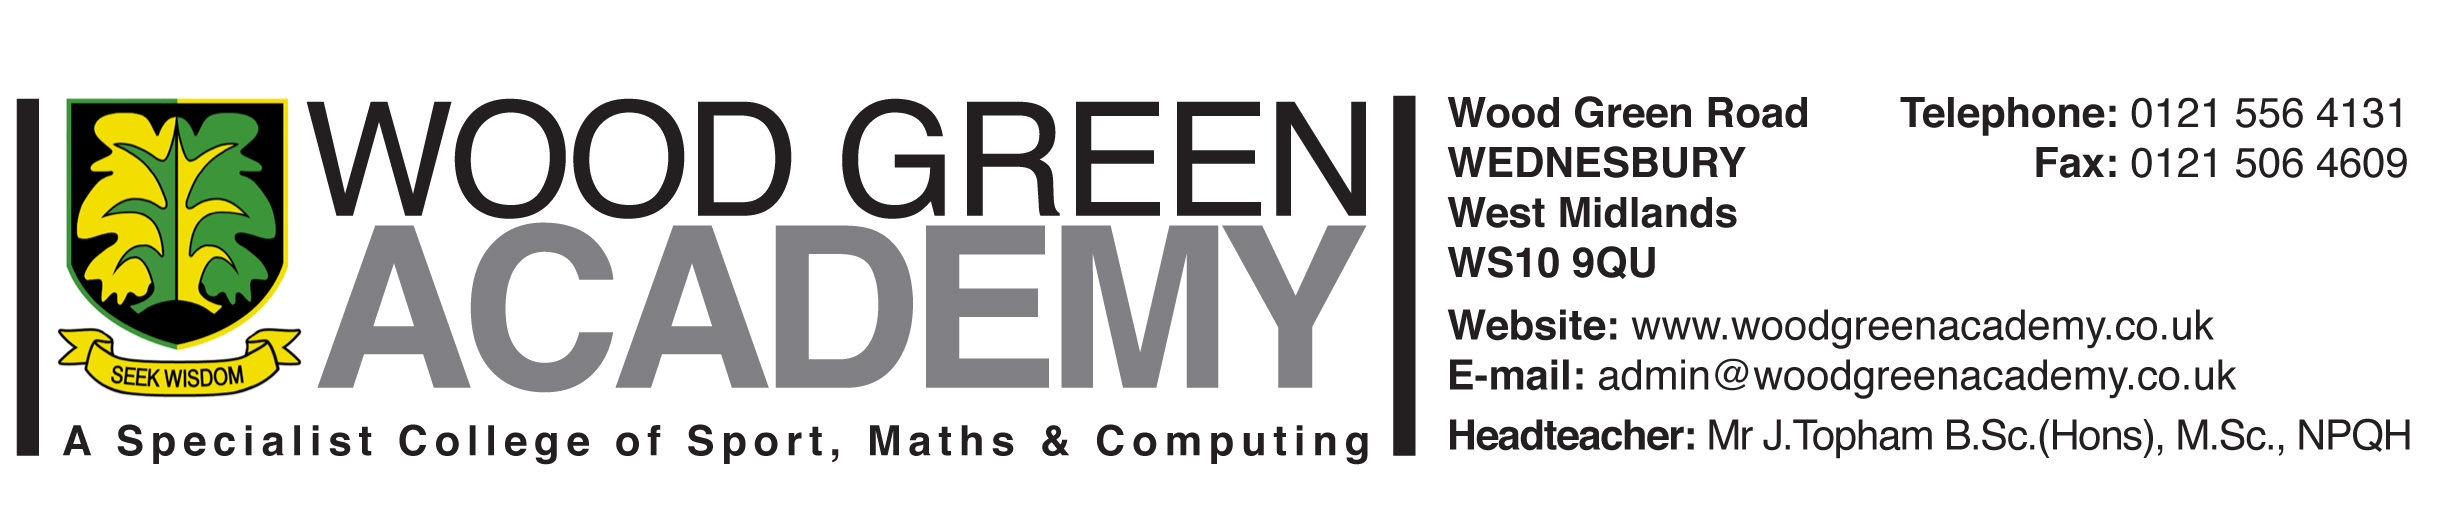 WOOD GREEN
ACADEMY
SEEK WISDOM
A Specialist College of Sport, Maths & Computing
Wood Green Road
WEDNESBURY
West Midlands
WS10 9QU
Telephone: 0121 556 4131
Fax: 0121 506 4609
Website: www.woodgreenacademy.co.uk
E-mail: admin@woodgreenacademy.co.uk
Headteacher: Mr J.Topham B.Sc.(Hons), M.Sc., NPQH